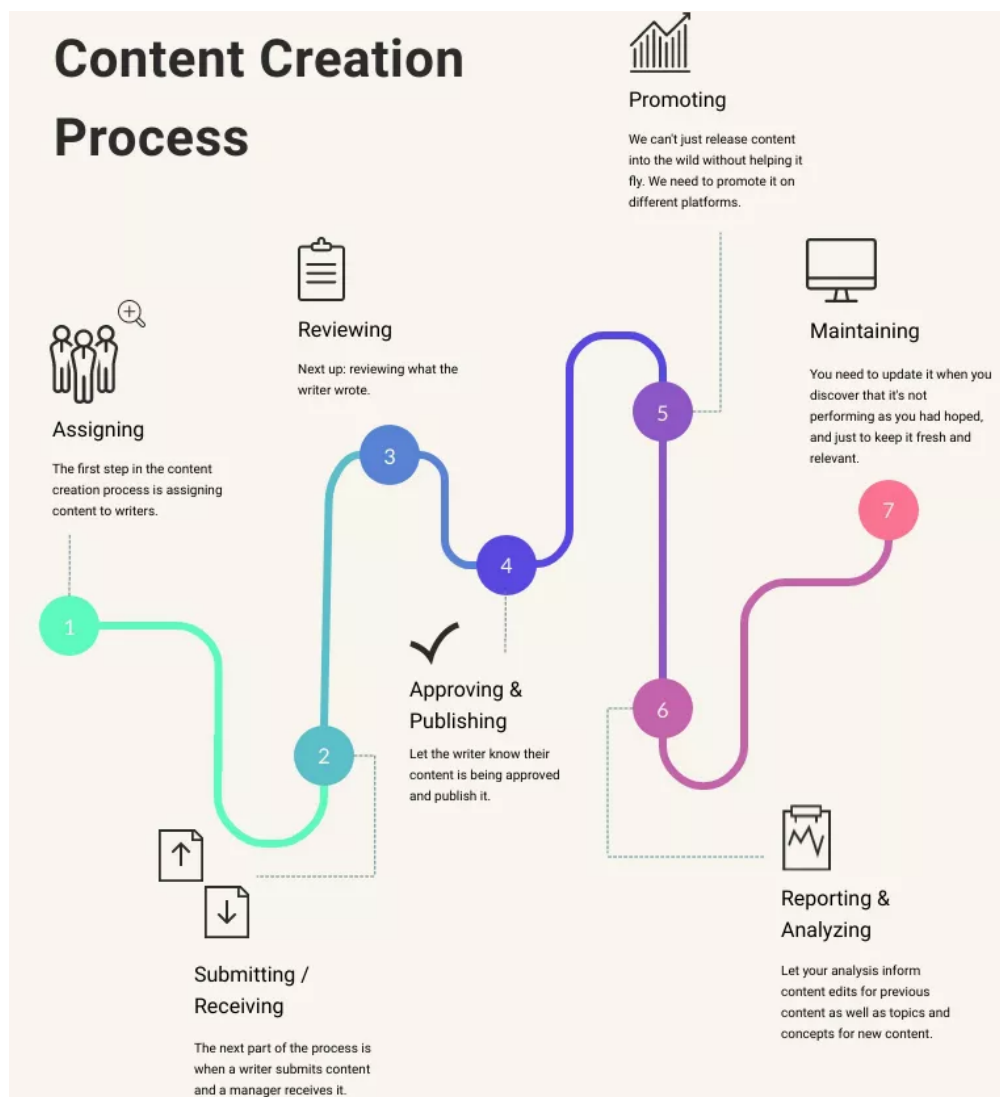 Content Creation
Process
1
Assigning
The first step in the content
creation process is assigning
content to writers.
2
Submitting /
Receiving
The next part of the process is
when a writer submits content
and a manager receives it.
3
Reviewing
Next up: reviewing what the
writer wrote.
4
Approving &
Publishing
Let the writer know their
content is being approved
and publish it.
5
Promoting
We can't just release content
into the wild without helping it
fly. We need to promote it on
different platforms.
6
Reporting &
Analyzing
Let your analysis inform
content edits for previous
content as well as topics and
concepts for new content.
7
Maintaining
You need to update it when you
discover that it's not
performing as you had hoped,
and just to keep it fresh and
relevant.